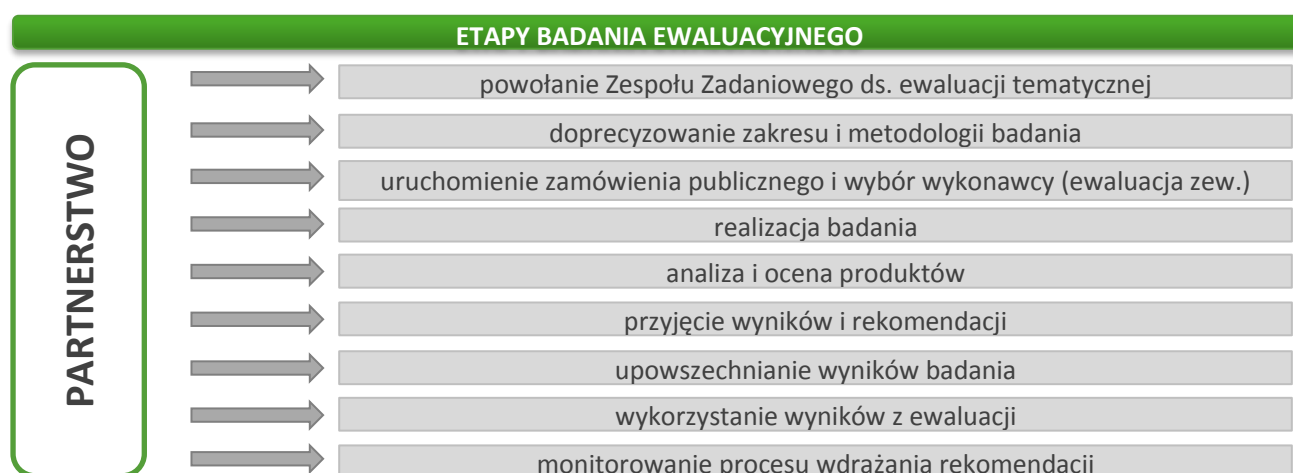 ETAPY BADANIA EWALUACYJNEGO
PARTNERSTWO
powołanie Zespołu Zadaniowego ds. ewaluacji tematycznej
doprecyzowanie zakresu i metodologii badania
uruchomienie zamówienia publicznego i wybór wykonawcy (ewaluacja zew.)
realizacja badania
analiza i ocena produktów
przyjęcie wyników i rekomendacji
upowszechnianie wyników badania
wykorzystanie wyników z ewaluacji
monitorowanie procesu wdrażania rekomendacji